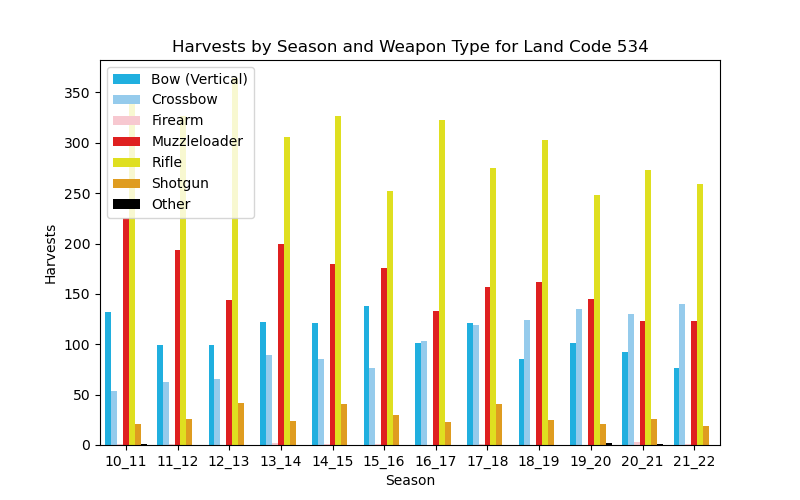 Harvests by Season and Weapon Type for Land Code 534
Bow (Vertical)
Crossbow
Firearm
Muzzleloader
Rifle
Shotgun
Other
Harvests
350
300
250
200
150
100
50
0
10_11 11_12 12_13 13_14 14_15 15_16 16_17 17_18 18_19 19_20 20_21 21_22
Season